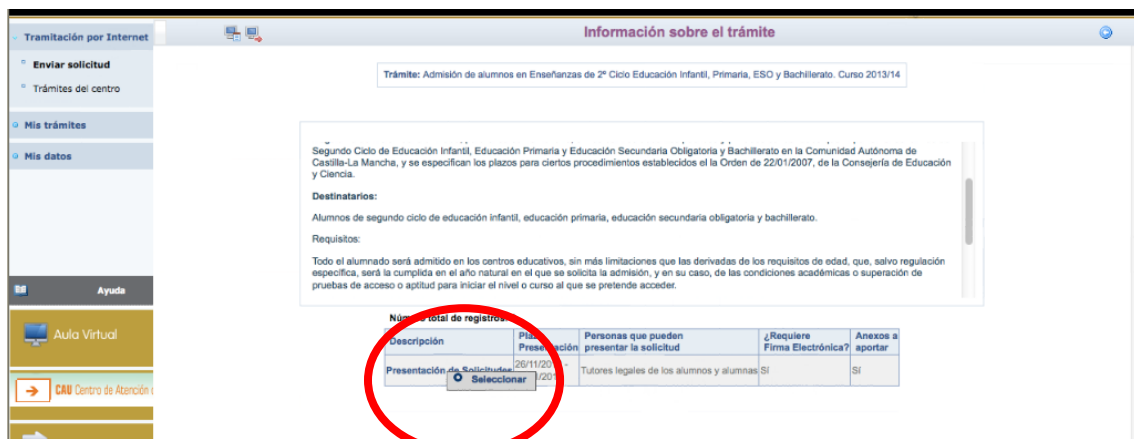 Información sobre el trámite
Tramitación por Internet
Enviar solicitud
Trámites del centro
Mis trámites
Mis datos
Ayuda
Aula Virtual
CAU Centro de Atención
Trámite: Admisión de alumnos en Enseñanzas de 2º Ciclo Educación Infantil, Primaria, ESO y Bachillerato. Curso 2013/14
Segundo Ciclo de Educación Infantil, Educación Primaria y Educación Secundaria Obligatoria y Bachillerato en la Comunidad Autónoma de
Castilla-La Mancha, y se especifican los plazos para ciertos procedimientos establecidos el la Orden de 22/01/2007, de la Consejería de Educación
y Ciencia.
Destinatarios:
Alumnos de segundo ciclo de educación infantil, educación primaria, educación secundaria obligatoria y bachillerato.
Requisitos:
Todo el alumnado será admitido en los centros educativos, sin más limitaciones que las derivadas de los requisitos de edad, que, salvo regulación
específica, será la cumplida en el año natural en el que se solicita la admisión, y en su caso, de las condiciones académicas o superación de
pruebas de acceso o aptitud para iniciar el nivel o curso al que se pretende acceder.
Número total de registros
Descripción
Presentación
Personas que pueden
presentar la solicitud
¿Requiere
Firma Electrónica?
Anexos a
aportar
Presentación de Solicitudes
Tutores legales de los alumnos y alumnas
Sí
Sí
Seleccionar